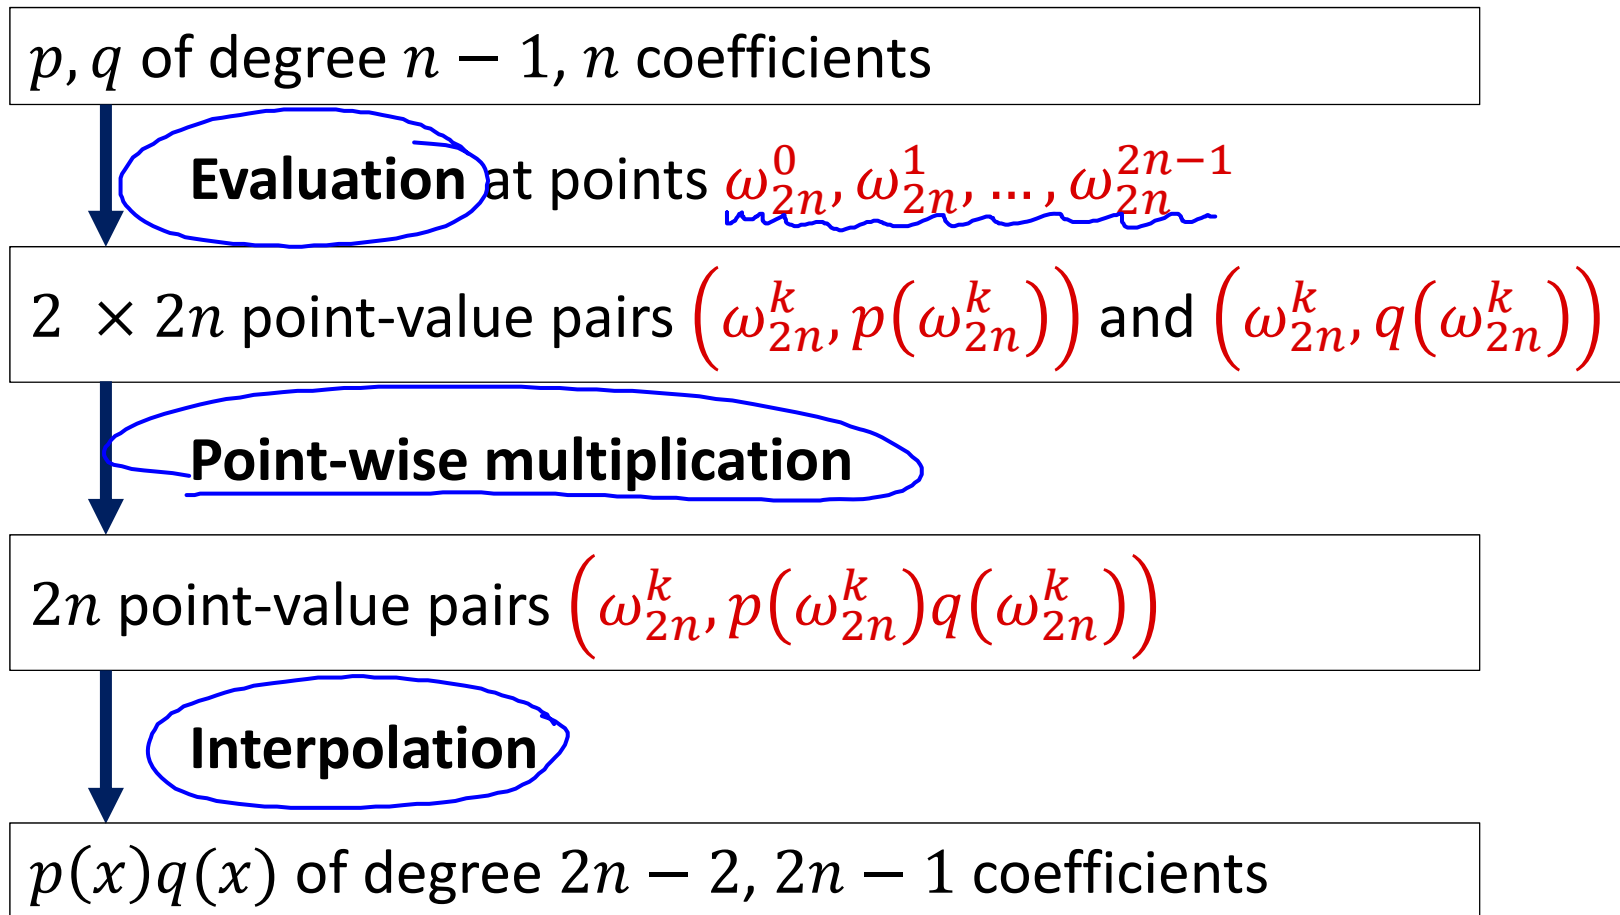 p, q of degree n − 1, n coefficients
Evaluation at points ω_{2n}^{0}, ω_{2n}^{1}, … , ω_{2n}^{2n−1}
2 × 2n point-value pairs (ω_{2n}^{k}, p(ω_{2n}^{k})) and (ω_{2n}^{k}, q(ω_{2n}^{k}))
Point-wise multiplication
2n point-value pairs (ω_{2n}^{k}, p(ω_{2n}^{k})q(ω_{2n}^{k}))
Interpolation
p(x)q(x) of degree 2n − 2, 2n − 1 coefficients